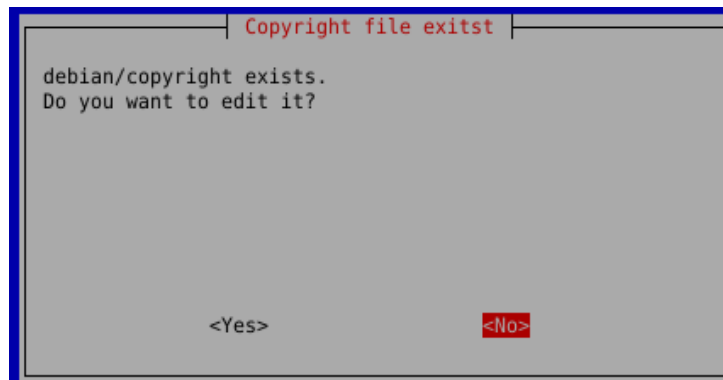 Copyright file exitst
debian/copyright exists.
Do you want to edit it?
<Yes> <No>